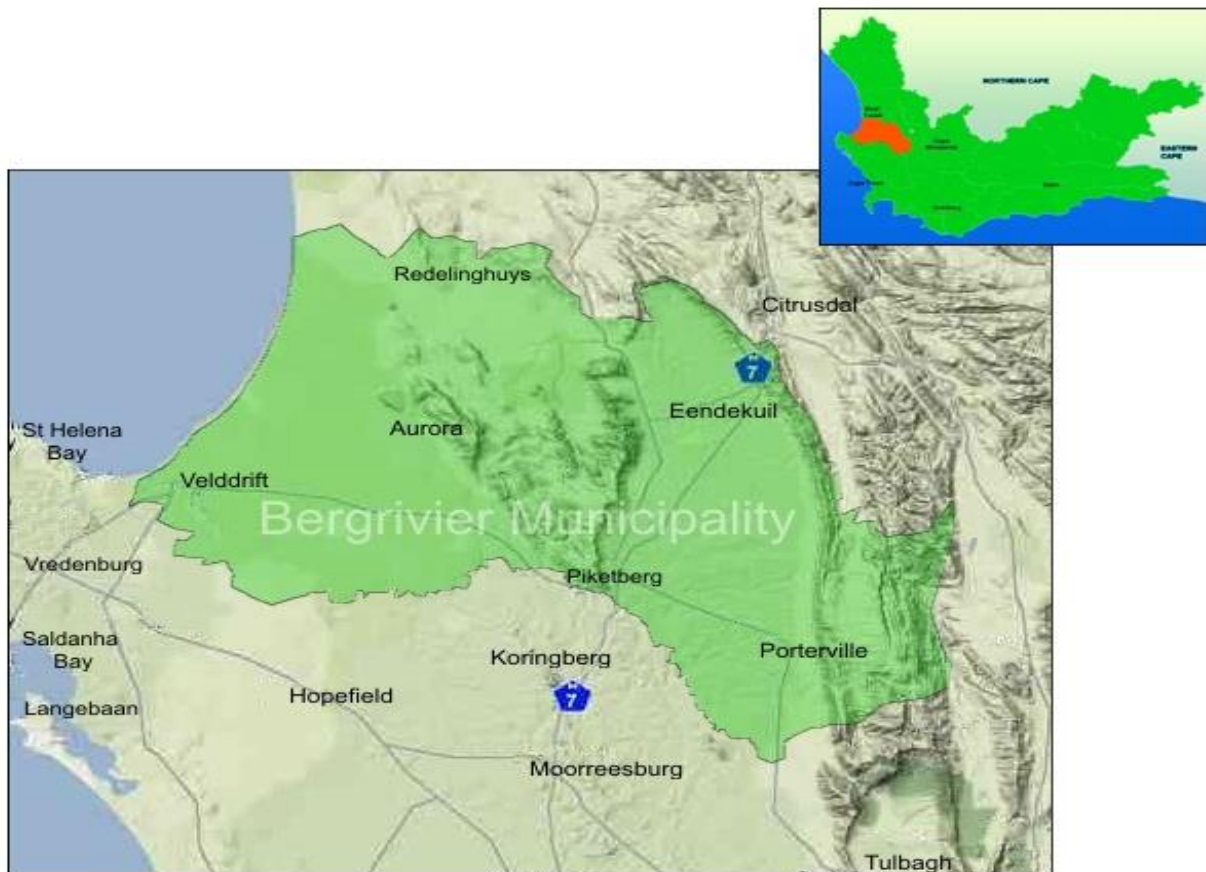 NORTHERN CAPE
EASTERN
CAPE
Redelinghuys
Citrusdal
N
7
Eendekuil
Aurora
St Helena
Bay
Velddrift
Bergrivier Municipality
Vredenburg
Piketberg
Saldanha
Bay
Koringberg
Porterville
7
Hopefield
Langebaan
Moorreesburg
Tulbagh